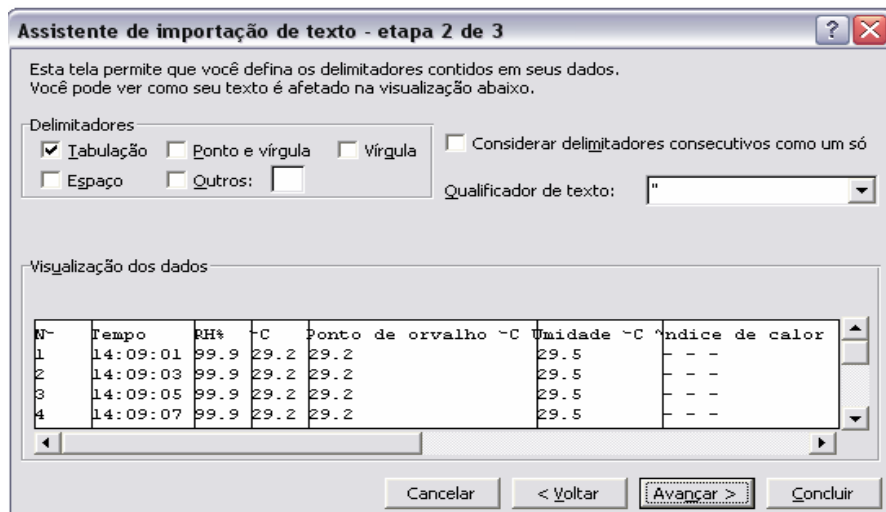 Assistente de importação de texto - etapa 2 de 3
Esta tela permite que você defina os delimitadores contidos em seus dados.
Você pode ver como seu texto é afetado na visualização abaixo.
Delimitadores
Tabulação Ponto e vírgula Vírgula
Espaço Outros:
Considerar delimitadores consecutivos como um só
Qualificador de texto: "
Visualização dos dados
N~ Tempo RH% ~C Ponto de orvalho ~C Umidade ~C ^ndice de calor
1 14:09:01 99.9 29.2 29.2 29.5 - - -
2 14:09:03 99.9 29.2 29.2 29.5 - - -
3 14:09:05 99.9 29.2 29.2 29.5 - - -
4 14:09:07 99.9 29.2 29.2 29.5 - - -
Cancelar < Voltar Avançar > Concluir